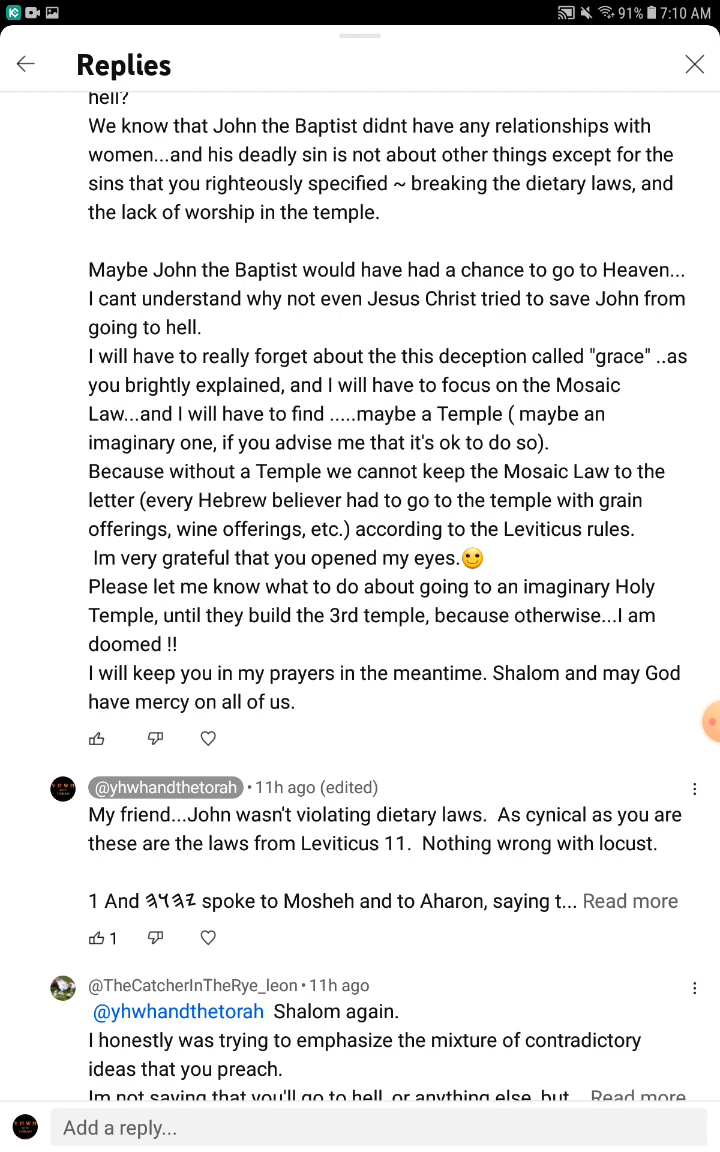 91% 7:10 AM
Replies
hell?
We know that John the Baptist didnt have any relationships with
women...and his deadly sin is not about other things except for the
sins that you righteously specified ~ breaking the dietary laws, and
the lack of worship in the temple.
Maybe John the Baptist would have had a chance to go to Heaven...
I cant understand why not even Jesus Christ tried to save John from
going to hell.
I will have to really forget about the this deception called "grace" ..as
you brightly explained, and I will have to focus on the Mosaic
Law...and I will have to find .....maybe a Temple ( maybe an
imaginary one, if you advise me that it's ok to do so).
Because without a Temple we cannot keep the Mosaic Law to the
letter (every Hebrew believer had to go to the temple with grain
offerings, wine offerings, etc.) according to the Leviticus rules.
Im very grateful that you opened my eyes.🙂
Please let me know what to do about going to an imaginary Holy
Temple, until they build the 3rd temple, because otherwise...I am
doomed !!
I will keep you in my prayers in the meantime. Shalom and may God
have mercy on all of us.
@yhwhandthetorah • 11h ago (edited)
My friend...John wasn't violating dietary laws.  As cynical as you are
these are the laws from Leviticus 11.  Nothing wrong with locust.
1 And 𐤉𐤄𐤅𐤄 spoke to Mosheh and to Aharon, saying t... Read more
1
@TheCatcherInTheRye_leon • 11h ago
@yhwhandthetorah  Shalom again.
I honestly was trying to emphasize the mixture of contradictory
ideas that you preach.
Im not saying that you'll go to hell, or anything else, but... Read more
Add a reply...